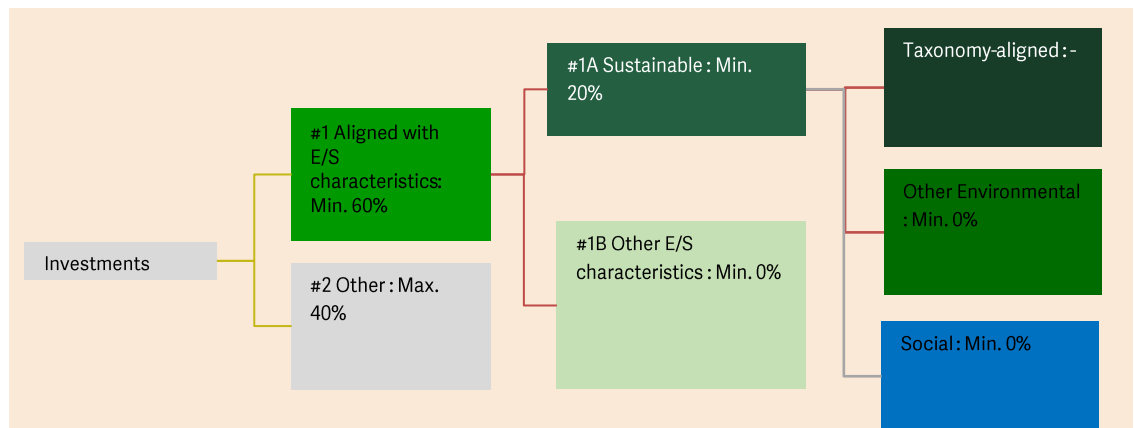 Investments
#1 Aligned with
E/S
characteristics:
Min. 60%
#2 Other : Max.
40%
#1A Sustainable : Min.
20%
#1B Other E/S
characteristics : Min. 0%
Taxonomy-aligned : -
Other Environmental
: Min. 0%
Social : Min. 0%